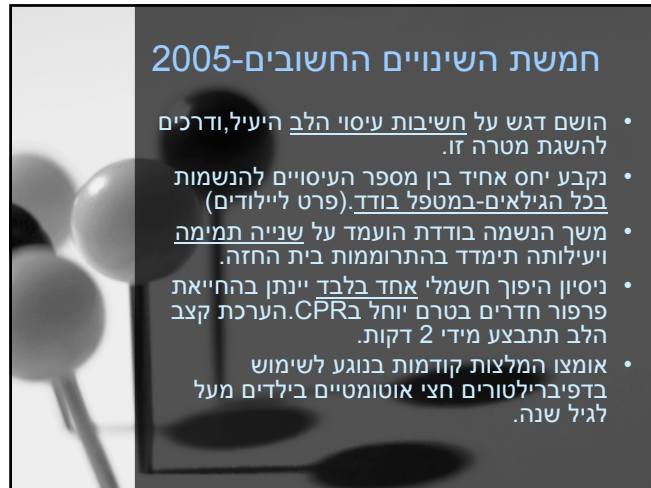 חמשת השינויים החשובים-2005
• הושם דגש על חשיבות עיסוי הלב היעיל,ודרכים
להשגת מטרה זו.
• נקבע יחס אחיד בין מספר העיסויים להנשמות
בכל הגילאים-במטפל בודד.(פרט ליילודים)
• משך הנשמה בודדת הועמד על שנייה תמימה
ויעילותה תימדד בהתרוממות בית החזה.
• ניסיון היפוך חשמלי אחד בלבד יינתן בהחייאת
פרפור חדרים בטרם יוחל בCPR.הערכת קצב
הלב תתבצע מידי 2 דקות.
• אומצו המלצות קודמות בנוגע לשימוש
בדפיברילטורים חצי אוטומטיים בילדים מעל
לגיל שנה.